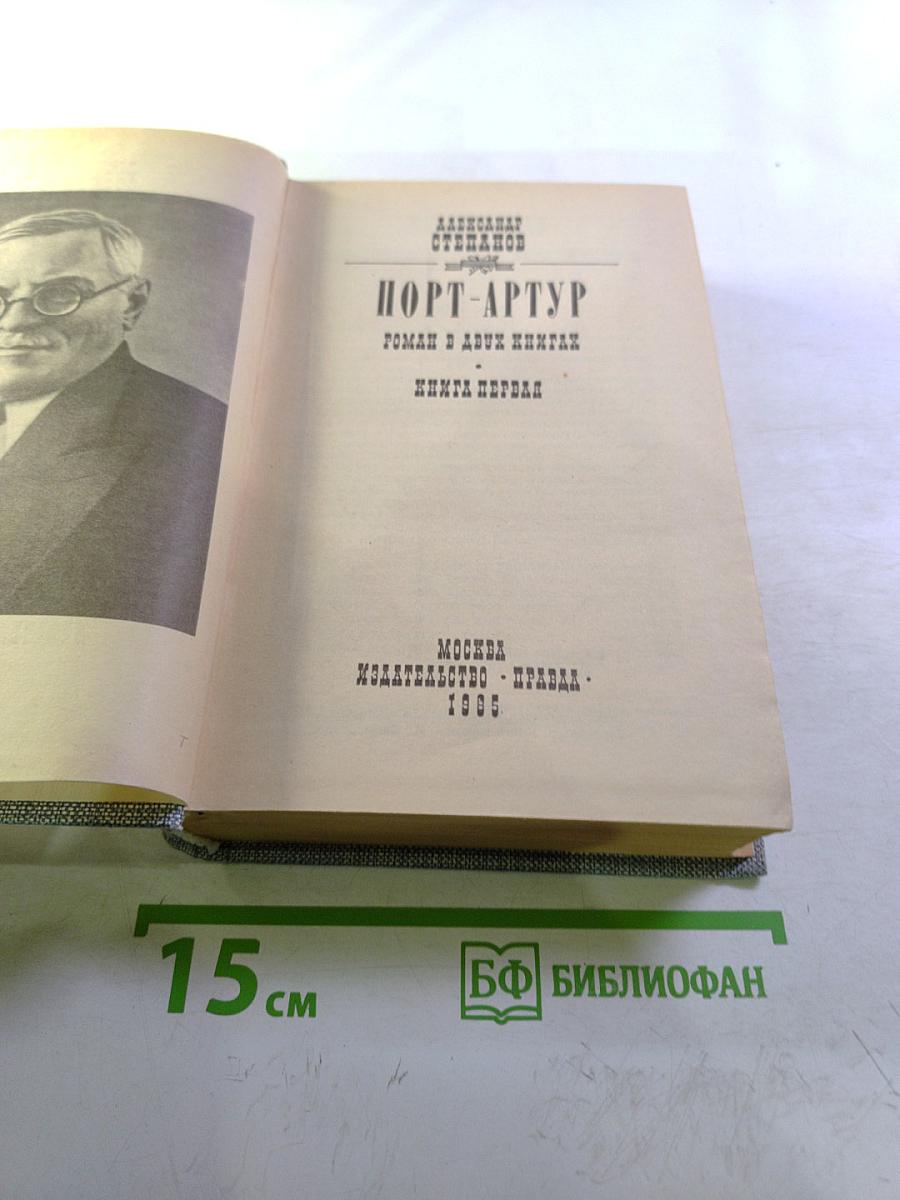 АЛЕКСАНДР
СТЕПАНОВ
ПОРТ-АРТУР
РОМАН В ДВУХ КНИГАХ
•
КНИГА ПЕРВАЯ
МОСКВА
ИЗДАТЕЛЬСТВО • ПРАВДА •
1985
15 см
БФ БИБЛИОФАН